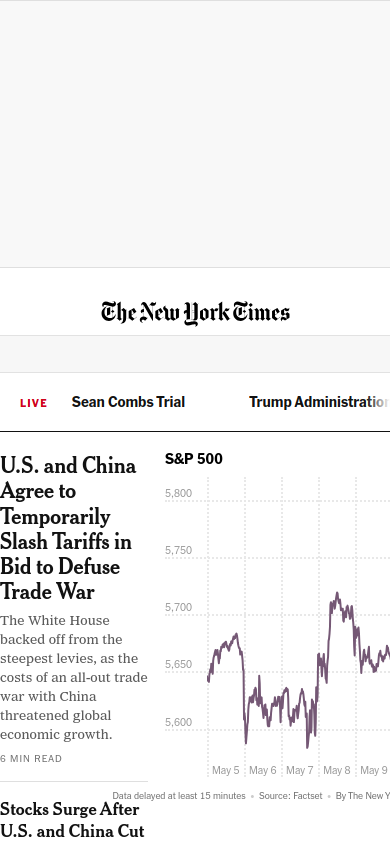 The New York Times
LIVE
Sean Combs Trial
Trump Administration
U.S. and China
Agree to
Temporarily
Slash Tariffs in
Bid to Defuse
Trade War
The White House
backed off from the
steepest levies, as the
costs of an all-out trade
war with China
threatened global
economic growth.
6 MIN READ
Stocks Surge After
U.S. and China Cut
S&P 500
5,800
5,750
5,700
5,650
5,600
May 5
May 6
May 7
May 8
May 9
Data delayed at least 15 minutes • Source: Factset • By The New Y